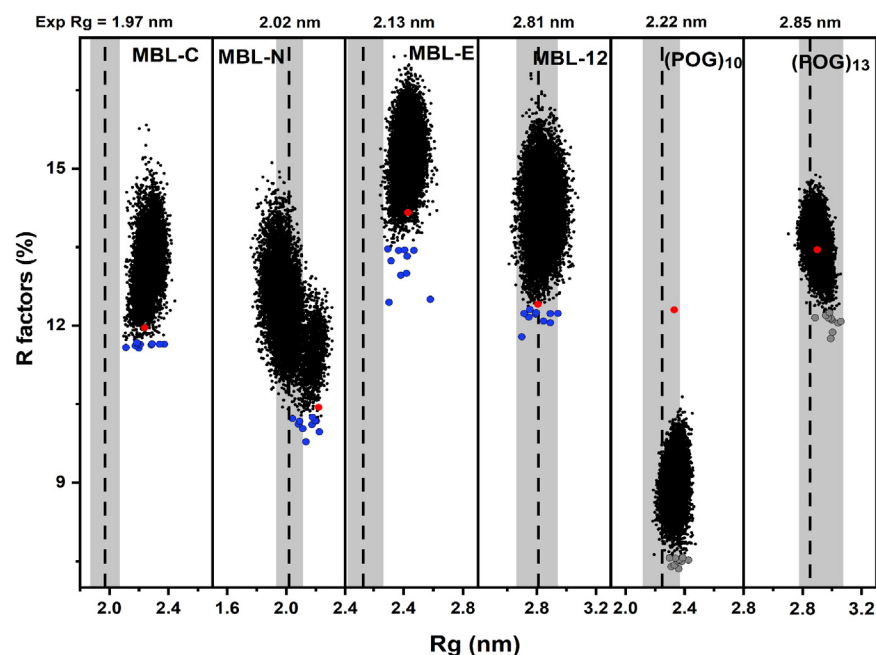 Exp Rg = 1.97 nm 2.02 nm 2.13 nm 2.81 nm 2.22 nm 2.85 nm
MBL-C MBL-N MBL-E MBL-12 (POG)10 (POG)13
15
12
9
R factors (%)
2.0 2.4 1.6 2.0 2.4 2.4 2.8 2.8 3.2 2.0 2.4 2.8 2.8 3.2
Rg (nm)